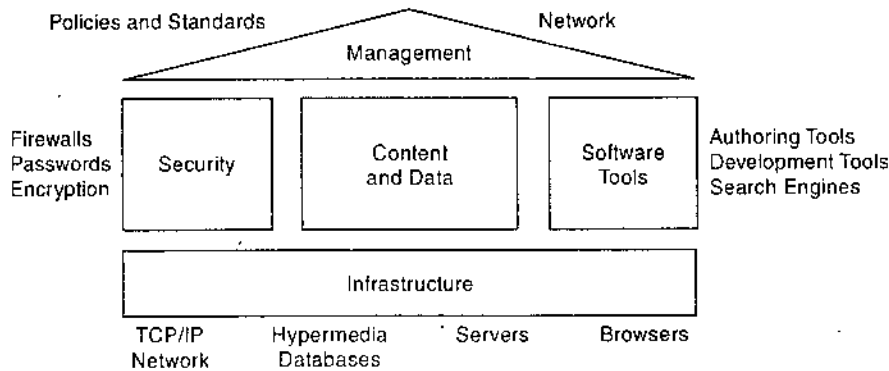 Policies and Standards
Network
Management
Firewalls
Passwords
Encryption
Security
Content
and Data
Software
Tools
Authoring Tools
Development Tools
Search Engines
Infrastructure
TCP/IP
Network
Hypermedia
Databases
Servers
Browsers